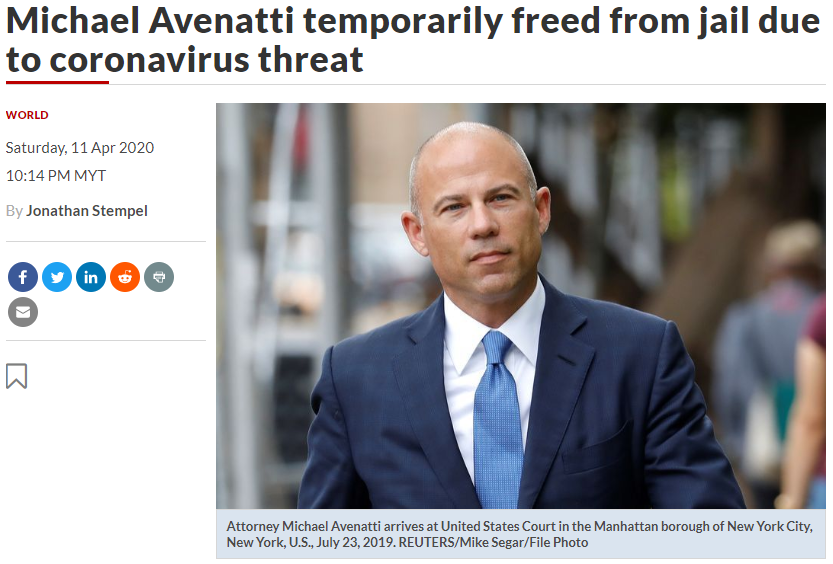 Michael Avenatti temporarily freed from jail due
to coronavirus threat
WORLD
Saturday, 11 Apr 2020
10:14 PM MYT
By Jonathan Stempel
Attorney Michael Avenatti arrives at United States Court in the Manhattan borough of New York City,
New York, U.S., July 23, 2019. REUTERS/Mike Segar/File Photo